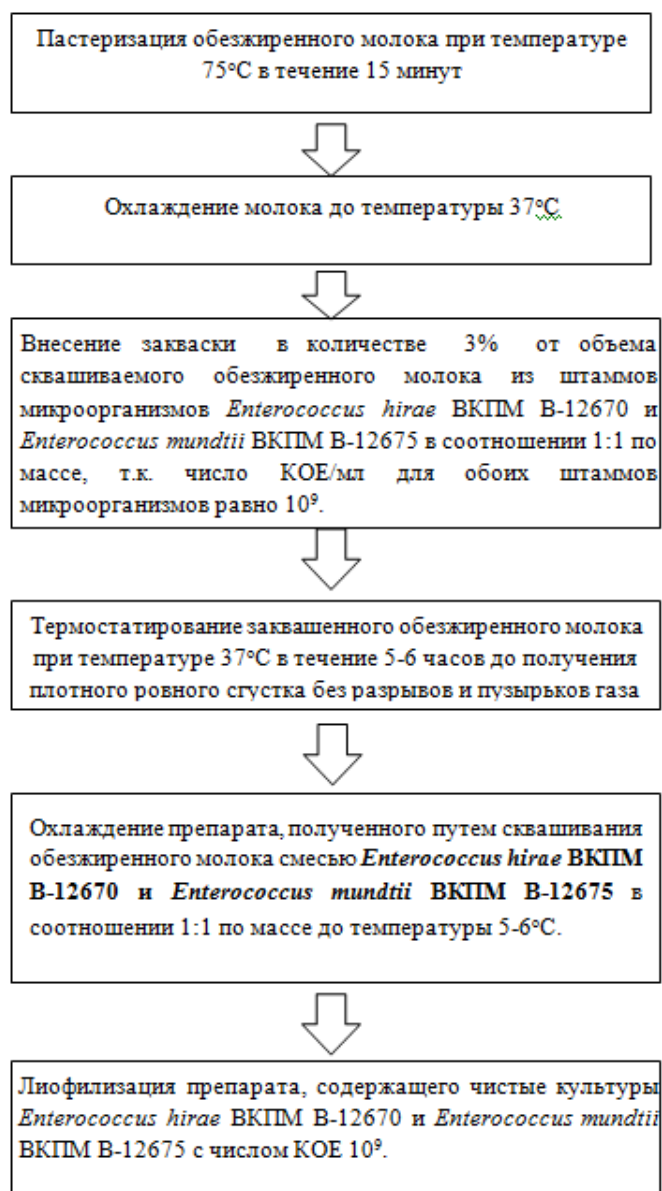 Пастеризация обезжиренного молока при температуре
75°С в течение 15 минут
Охлаждение молока до температуры 37°С
Внесение закваски в количестве 3% от объема
сквашиваемого обезжиренного молока из штаммов
микроорганизмов Enterococcus hirae ВКПМ В-12670 и
Enterococcus mundtii ВКПМ В-12675 в соотношении 1:1 по
массе, т.к. число КОЕ/мл для обоих штаммов
микроорганизмов равно 10⁹.
Термостатирование заквашенного обезжиренного молока
при температуре 37°С в течение 5-6 часов до получения
плотного ровного сгустка без разрывов и пузырьков газа
Охлаждение препарата, полученного путем сквашивания
обезжиренного молока смесью Enterococcus hirae ВКПМ
В-12670 и Enterococcus mundtii ВКПМ В-12675 в
соотношении 1:1 по массе до температуры 5-6°С.
Лиофилизация препарата, содержащего чистые культуры
Enterococcus hirae ВКПМ В-12670 и Enterococcus mundtii
ВКПМ В-12675 с числом КОЕ 10⁹.